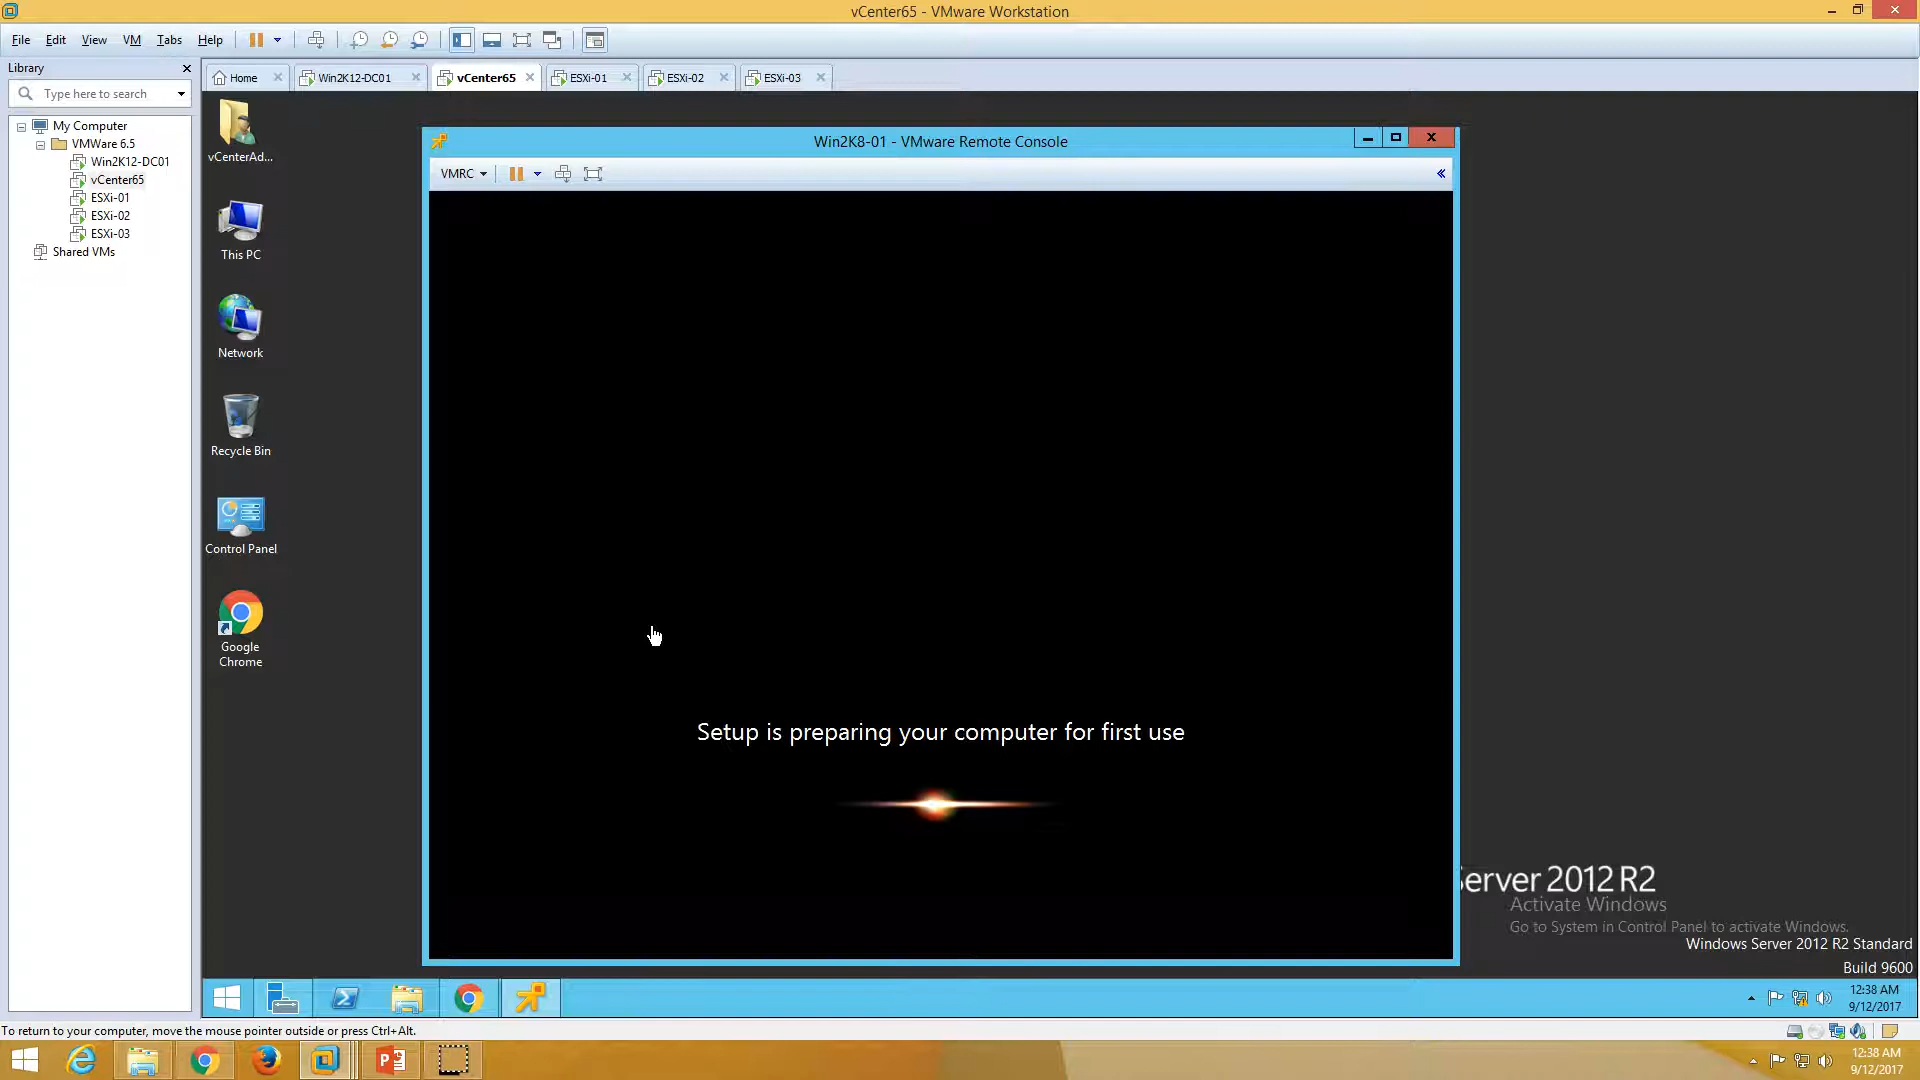 vCenter65 - VMware Workstation
File Edit View VM Tabs Help
Library
Type here to search
My Computer
VMWare 6.5
Win2K12-DC01
vCenter65
ESXi-01
ESXi-02
ESXi-03
Shared VMs
Home Win2K12-DC01 vCenter65 ESXi-01 ESXi-02 ESXi-03
vCenterAd...
This PC
Network
Recycle Bin
Control Panel
Google
Chrome
Win2K8-01 - VMware Remote Console
VMRC
Setup is preparing your computer for first use
Server 2012 R2
Activate Windows
Go to System in Control Panel to activate Windows.
Windows Server 2012 R2 Standard
Build 9600
12:38 AM
9/12/2017
To return to your computer, move the mouse pointer outside or press Ctrl+Alt.
12:38 AM
9/12/2017